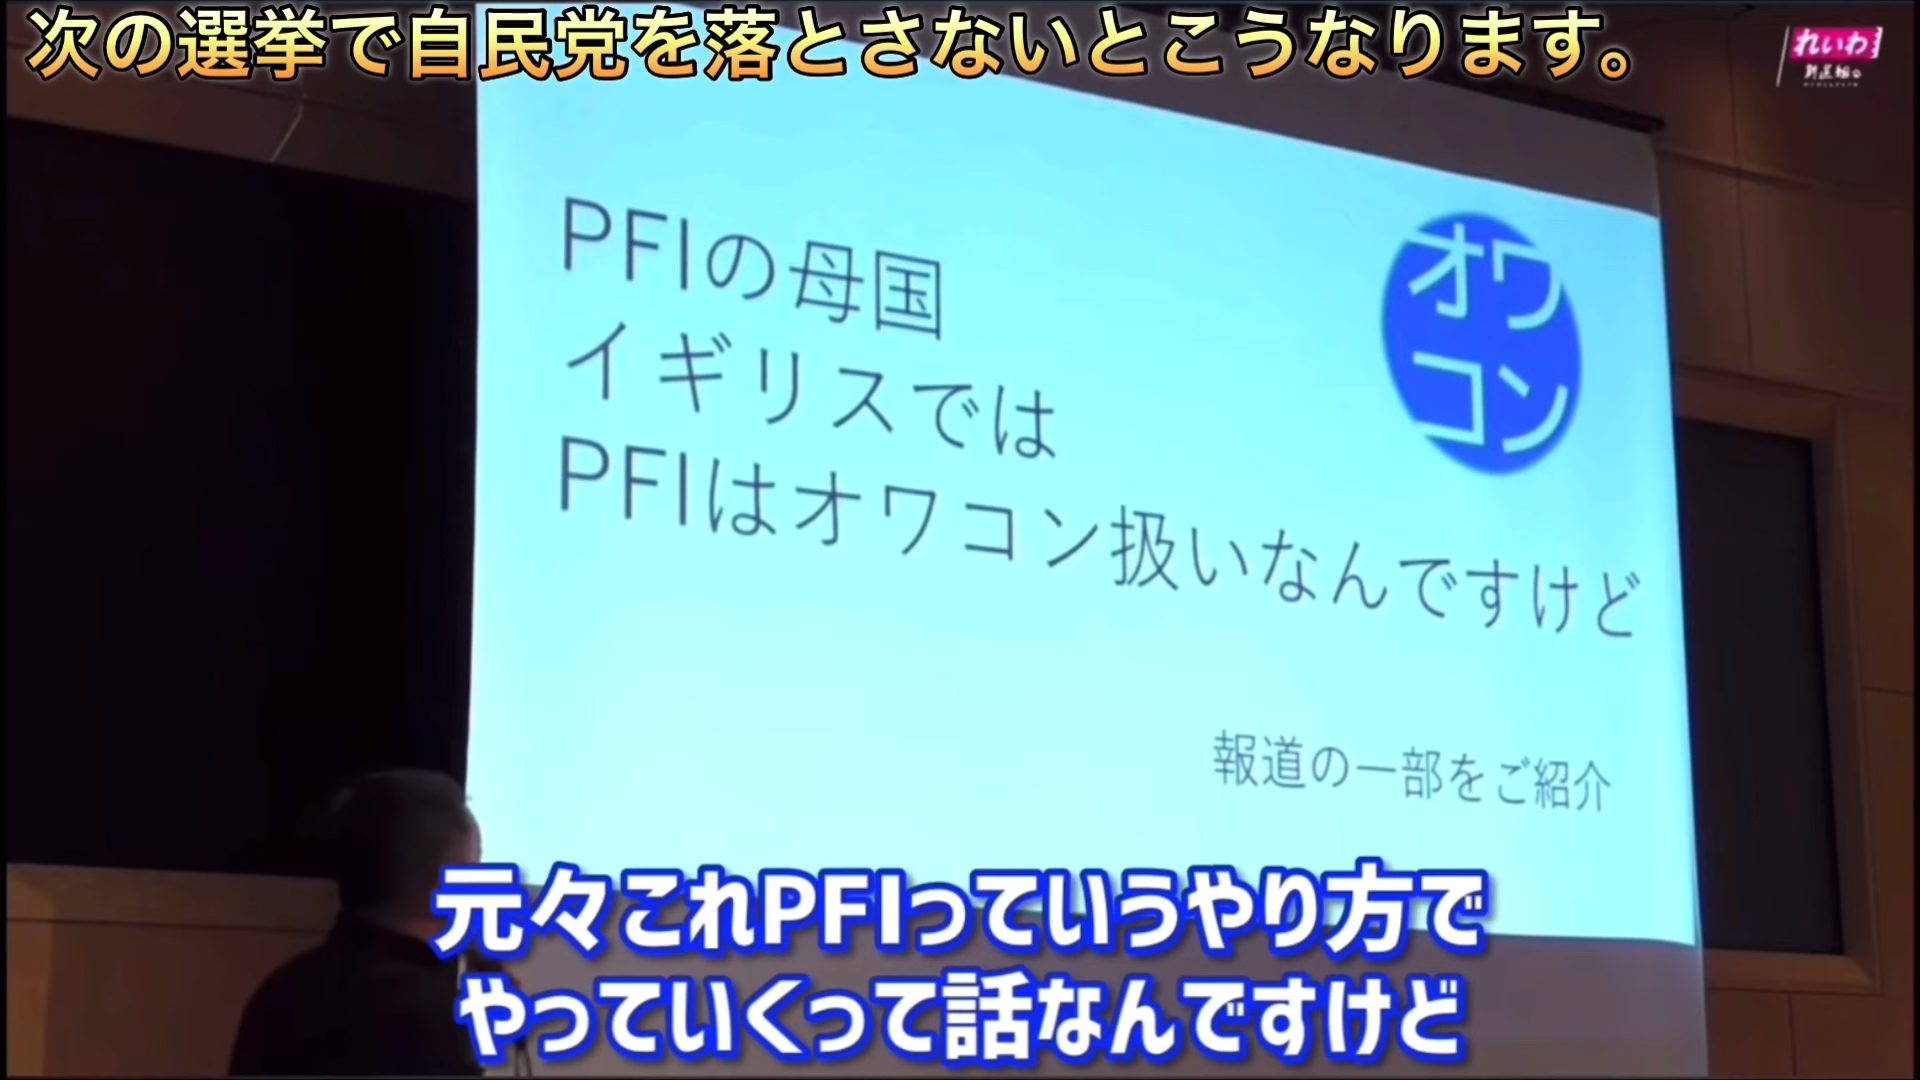 次の選挙で自民党を落とさないとこうなります。
れいわ
PFIの母国
イギリスでは
PFIはオワコン扱いなんですけど
オワ
コン
報道の一部をご紹介
元々これPFIっていうやり方で
やっていくって話なんですけど